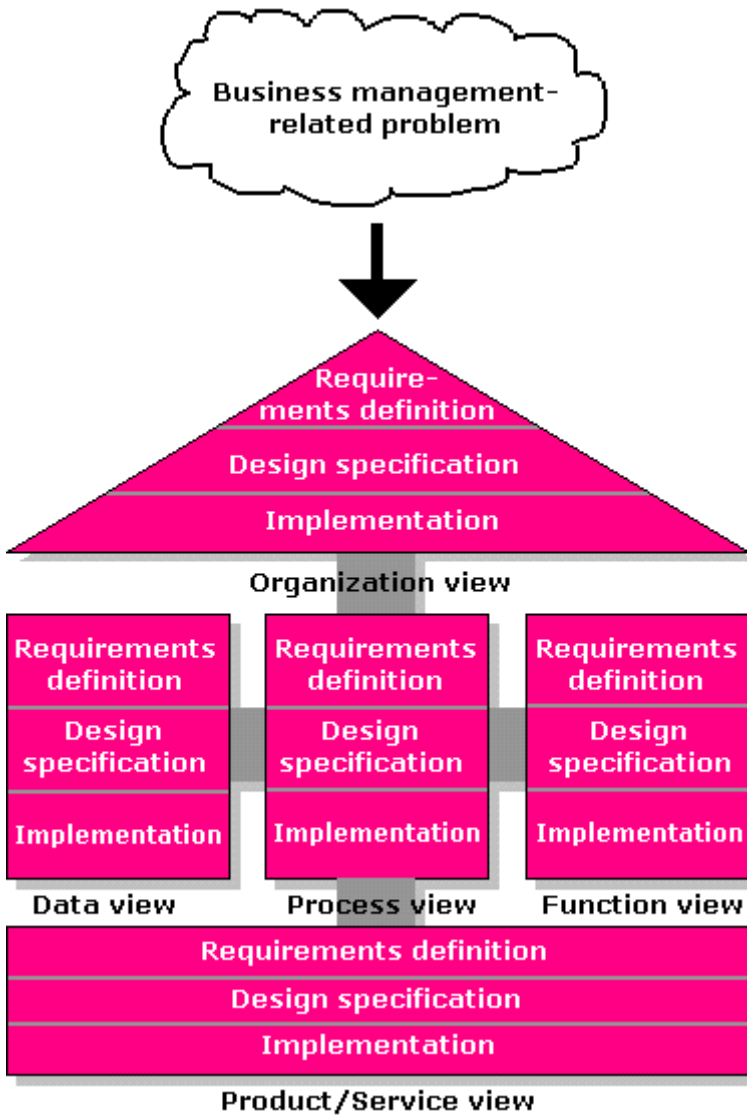 Business management-
related problem
Require-
ments definition
Design specification
Implementation
Organization view
Requirements
definition
Design
specification
Implementation
Data view
Requirements
definition
Design
specification
Implementation
Process view
Requirements
definition
Design
specification
Implementation
Function view
Requirements definition
Design specification
Implementation
Product/Service view